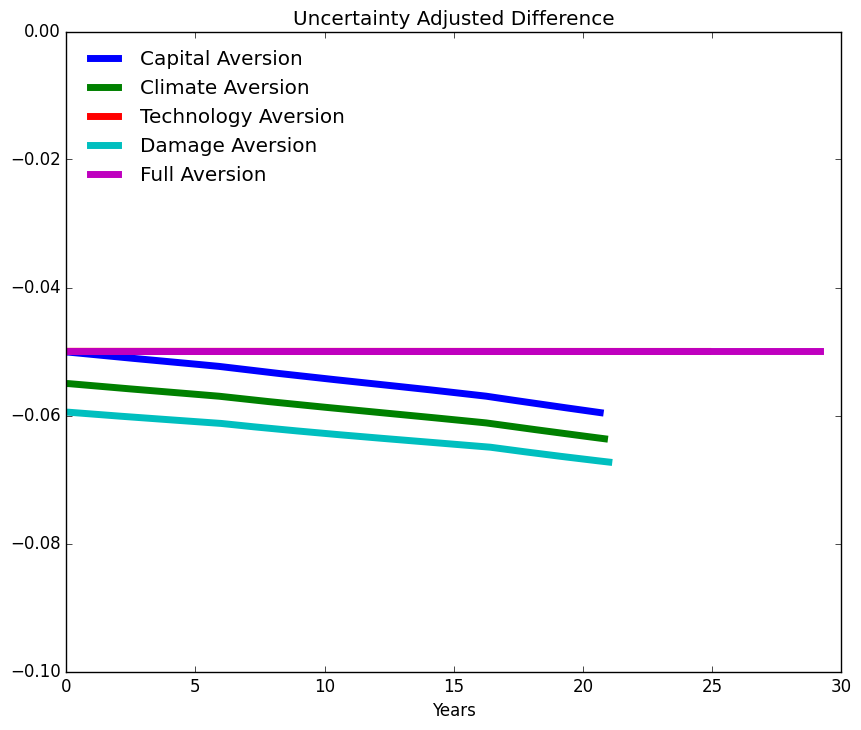 Uncertainty Adjusted Difference
0.00
Capital Aversion
Climate Aversion
Technology Aversion
Damage Aversion
Full Aversion
−0.02
−0.04
−0.06
−0.08
−0.10
0 5 10 15 20 25 30
Years